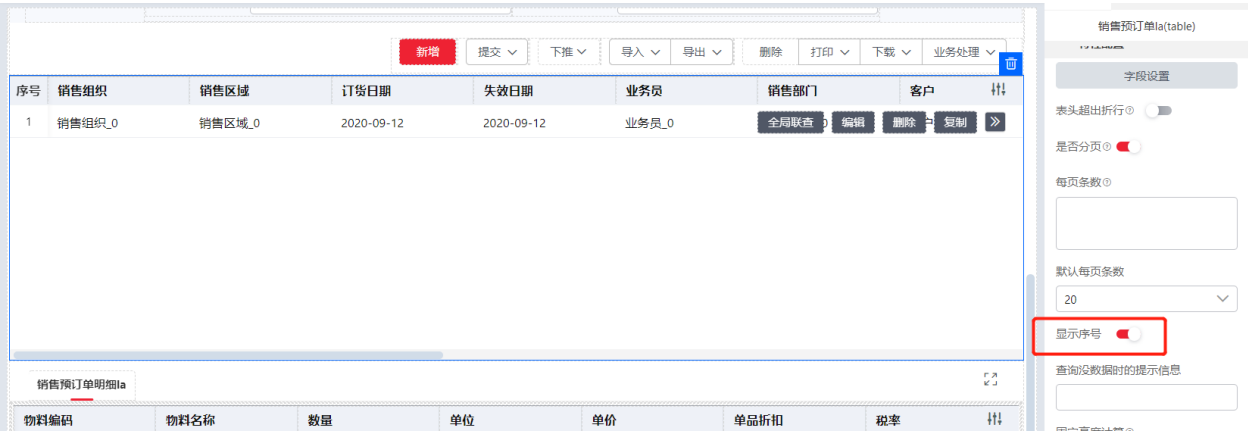 销售预订单la(table)
新增 提交 下推 导入 导出 删除 打印 下载 业务处理
字段设置
序号 销售组织 销售区域 订货日期 失效日期 业务员 销售部门 客户
表头超出折行
1 销售组织_0 销售区域_0 2020-09-12 2020-09-12 业务员_0 全局联查 编辑 删除 复制
是否分页
每页条数
默认每页条数
20
显示序号
查询没数据时的提示信息
销售预订单明细la
物料编码 物料名称 数量 单位 单价 单品折扣 税率